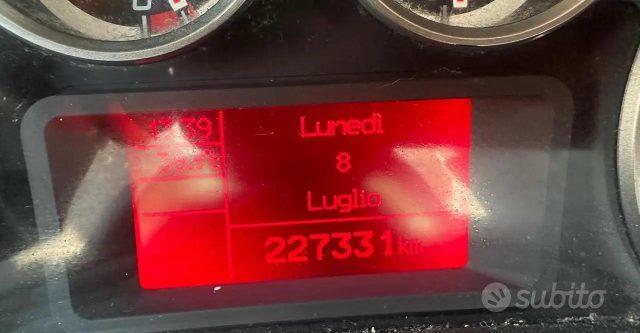 Lunedì
8
Luglio
227331 km
subito